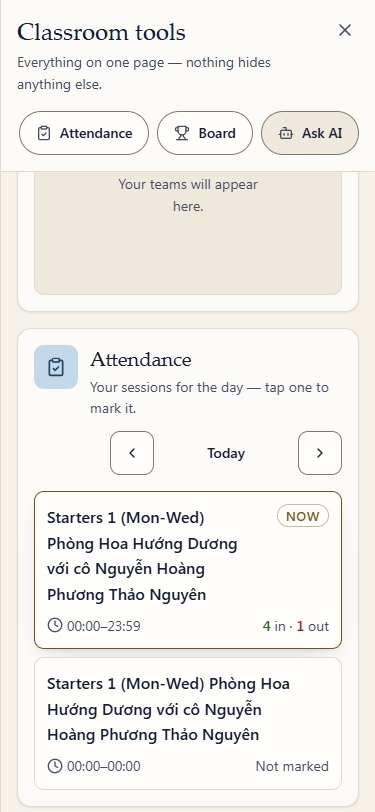 Classroom tools
Everything on one page — nothing hides
anything else.
Attendance
Board
Ask AI
Your teams will appear
here.
Attendance
Your sessions for the day — tap one to
mark it.
Today
Starters 1 (Mon-Wed)
NOW
Phòng Hoa Hướng Dương
với cô Nguyễn Hoàng
Phương Thảo Nguyên
00:00–23:59
4 in · 1 out
Starters 1 (Mon-Wed) Phòng Hoa
Hướng Dương với cô Nguyễn
Hoàng Phương Thảo Nguyên
00:00–00:00
Not marked